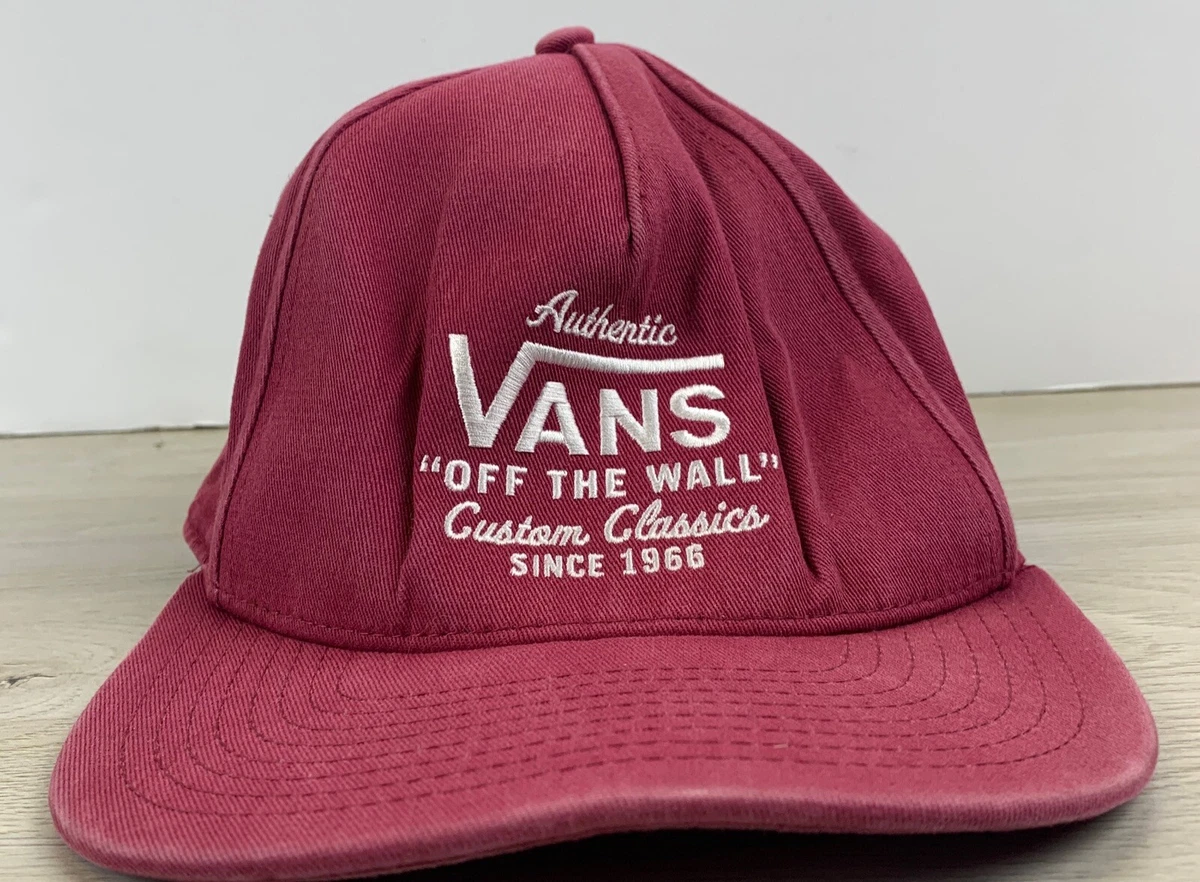 Authentic
VANS
“OFF THE WALL”
Custom Classics
SINCE 1966